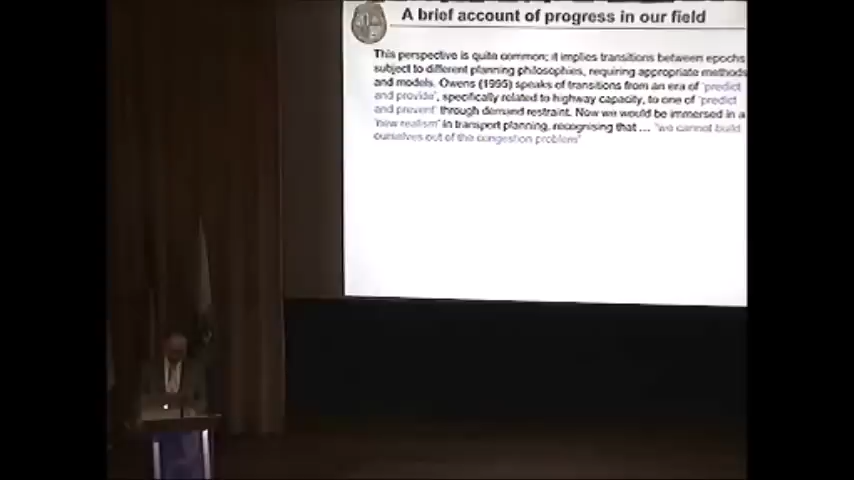 A brief account of progress in our field
This perspective is quite common; it implies transitions between epochs
subject to different planning philosophies, requiring appropriate methods
and models. Owens (1995) speaks of transitions from an era of 'predict
and provide', specifically related to highway capacity, to one of 'predict
and prevent' through demand restraint. Now we would be immersed in a
'new realism' in transport planning, recognising that ... "we cannot build
ourselves out of the congestion problem"